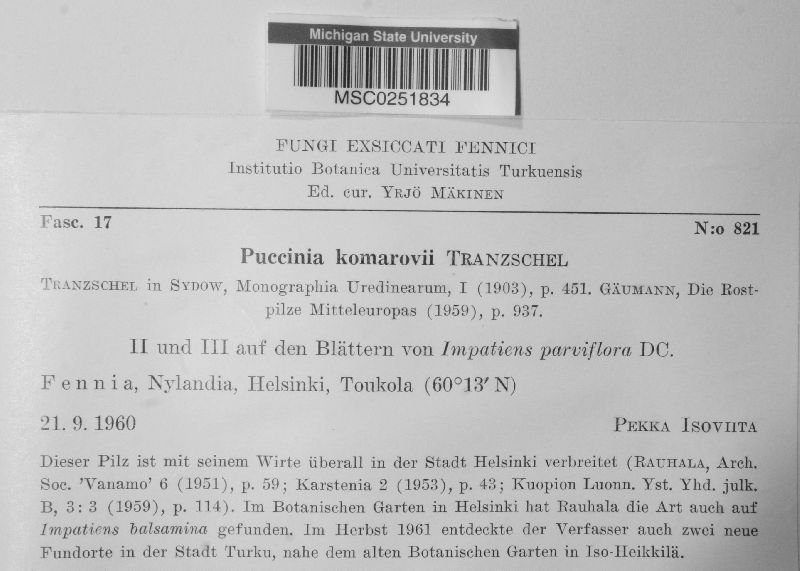 Michigan State University
MSC0251834
FUNGI EXSICCATI FENNICI
Institutio Botanica Universitatis Turkuensis
Ed. cur. YRJÖ MÄKINEN
Fasc. 17
N:o 821
Puccinia komarovii TRANZSCHEL
TRANZSCHEL in SYDOW, Monographia Uredinearum, I (1903), p. 451. GÄUMANN, Die Rost-
pilze Mitteleuropas (1959), p. 937.
II und III auf den Blättern von Impatiens parviflora DC.
Fennia, Nylandia, Helsinki, Toukola (60°13′ N)
21. 9. 1960
PEKKA ISOVIITA
Dieser Pilz ist mit seinem Wirte überall in der Stadt Helsinki verbreitet (RAUHALA, Arch.
Soc. 'Vanamo' 6 (1951), p. 59; Karstenia 2 (1953), p. 43; Kuopion Luonn. Yst. Yhd. julk.
B, 3: 3 (1959), p. 114). Im Botanischen Garten in Helsinki hat Rauhala die Art auch auf
Impatiens balsamina gefunden. Im Herbst 1961 entdeckte der Verfasser auch zwei neue
Fundorte in der Stadt Turku, nahe dem alten Botanischen Garten in Iso-Heikkilä.